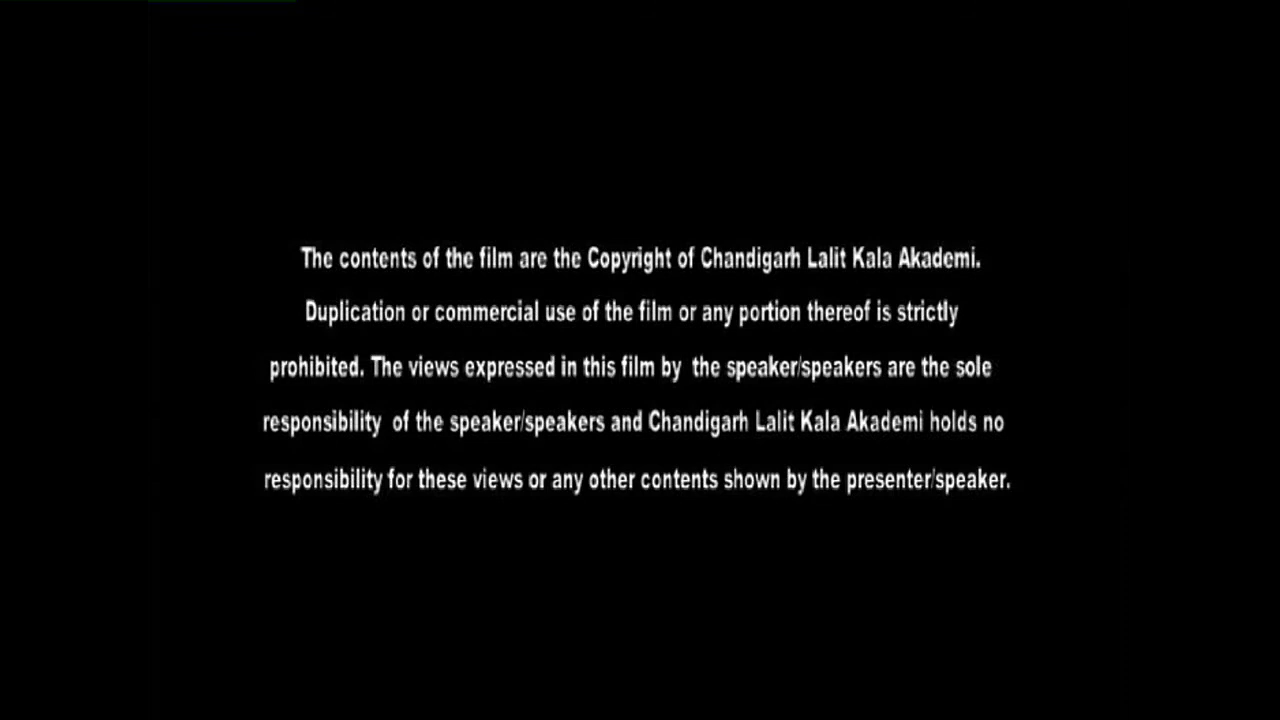 The contents of the film are the Copyright of Chandigarh Lalit Kala Akademi.
Duplication or commercial use of the film or any portion thereof is strictly
prohibited. The views expressed in this film by  the speaker/speakers are the sole
responsibility  of the speaker/speakers and Chandigarh Lalit Kala Akademi holds no
responsibility for these views or any other contents shown by the presenter/speaker.